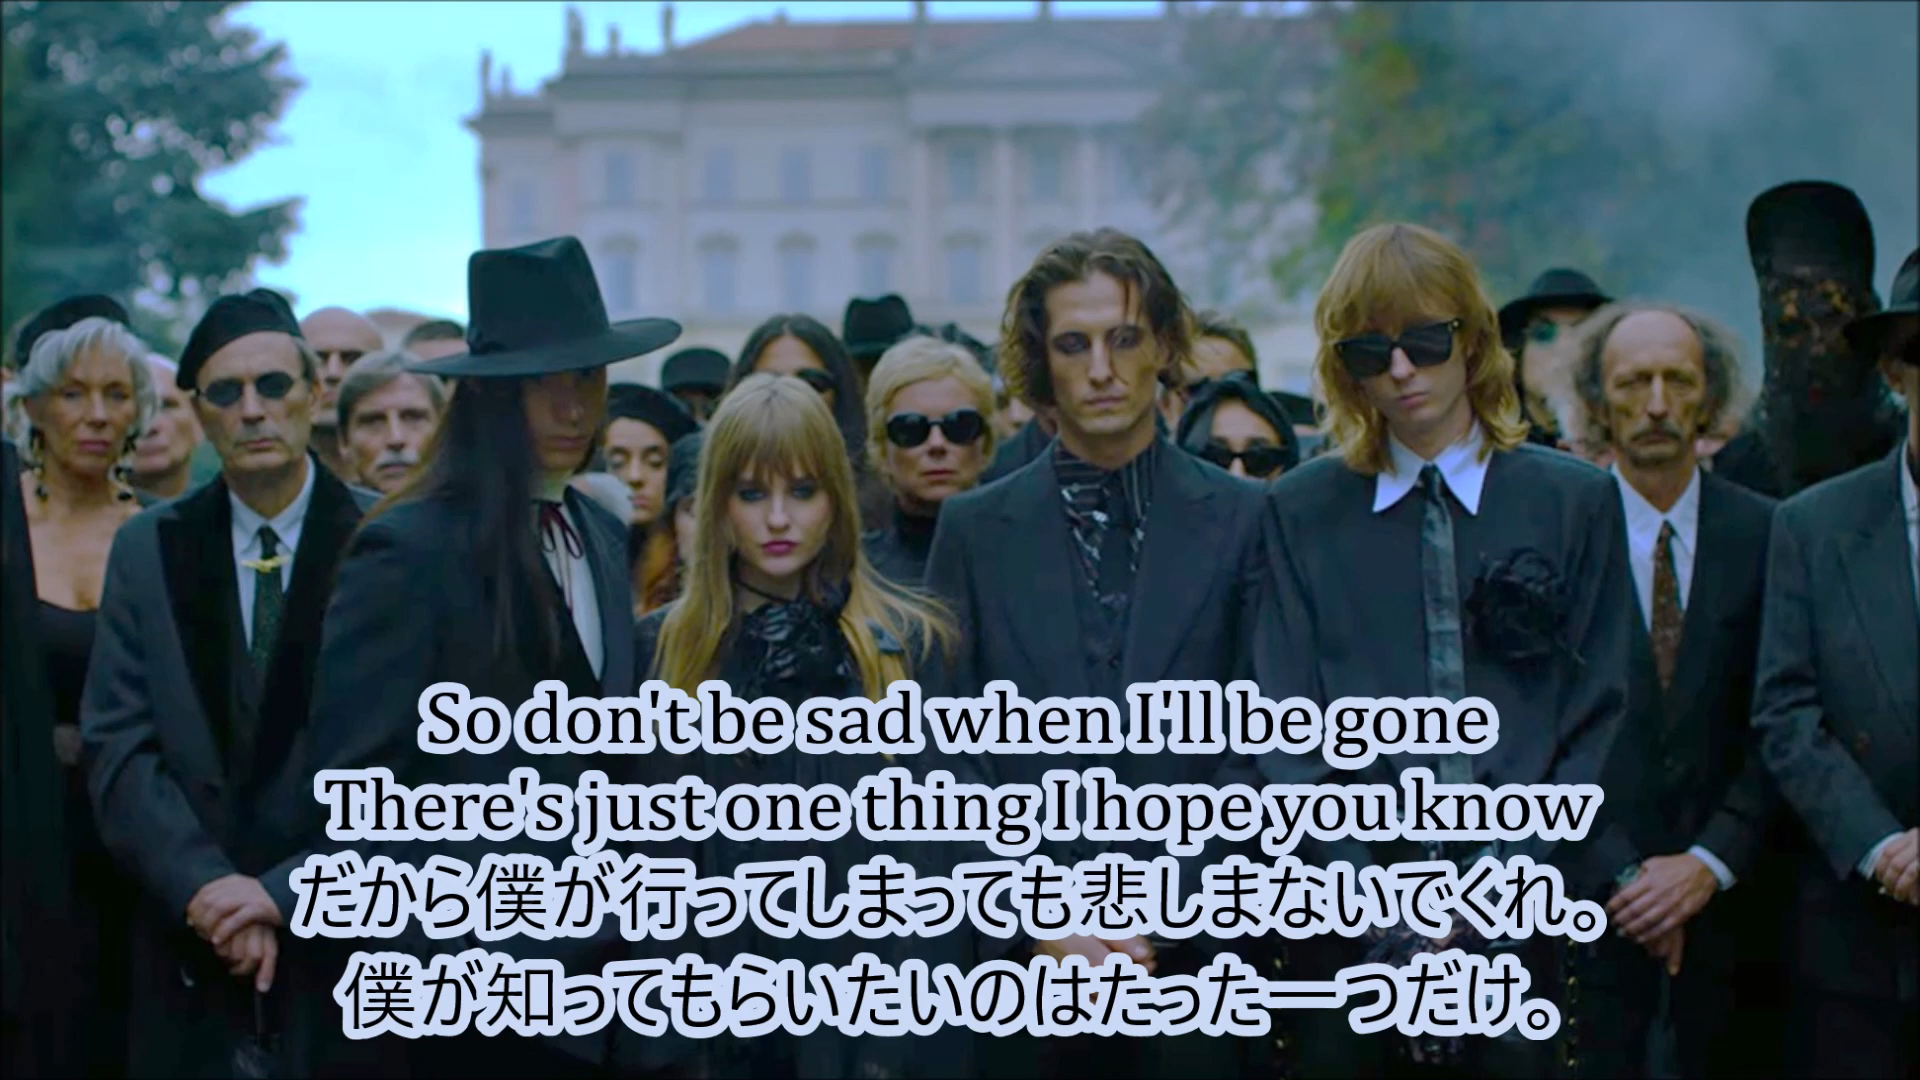 So don't be sad when I'll be gone
There's just one thing I hope you know
だから僕が行ってしまっても悲しまないでくれ。
僕が知ってもらいたいのはたった一つだけ。